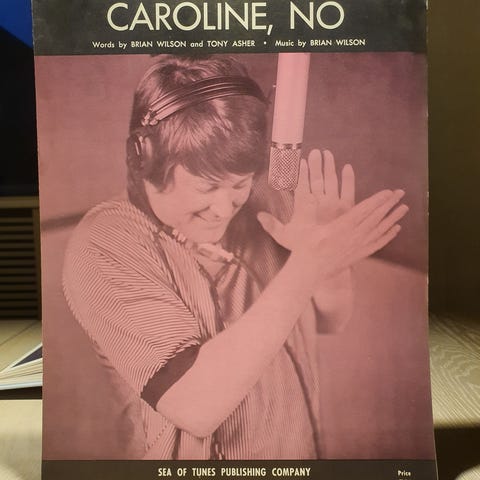 CAROLINE, NO
Words by BRIAN WILSON and TONY ASHER • Music by BRIAN WILSON
SEA OF TUNES PUBLISHING COMPANY
Price